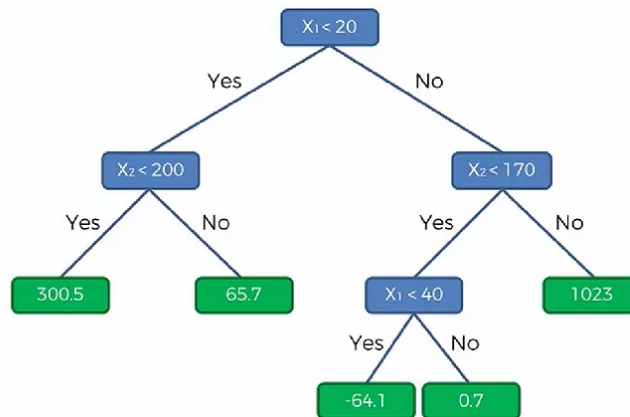 X₁ < 20
Yes
No
X₂ < 200
X₂ < 170
Yes
No
Yes
No
300.5
65.7
X₁ < 40
1023
Yes
No
-64.1
0.7